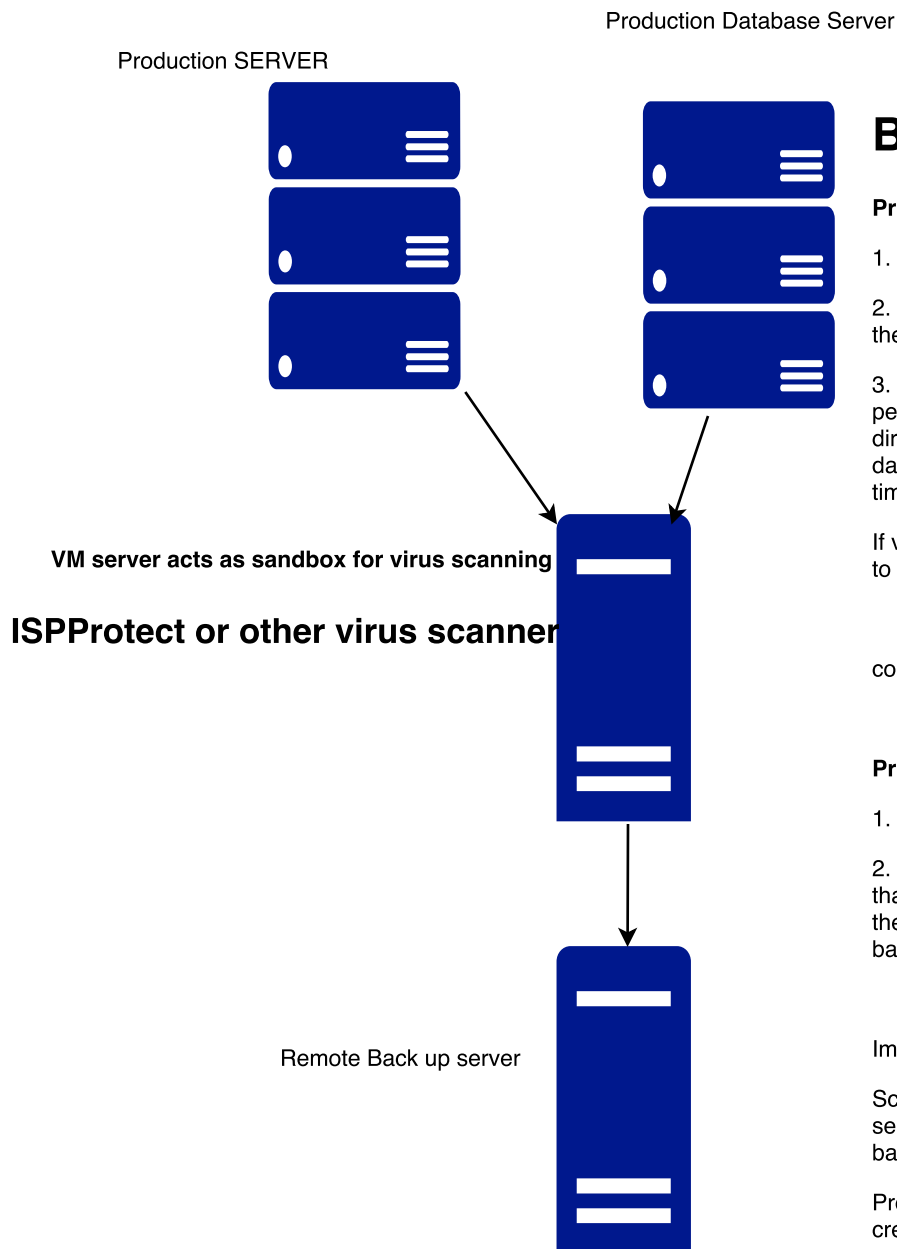 Production Database Server
Production SERVER
VM server acts as sandbox for virus scanning
ISPProtect or other virus scanner
Remote Back up server
B
Pr
1.
2.
the
3.
pe
dir
da
tim
If v
to
co
Pr
1.
2.
tha
the
ba
Im
Sc
se
ba
Pr
cre